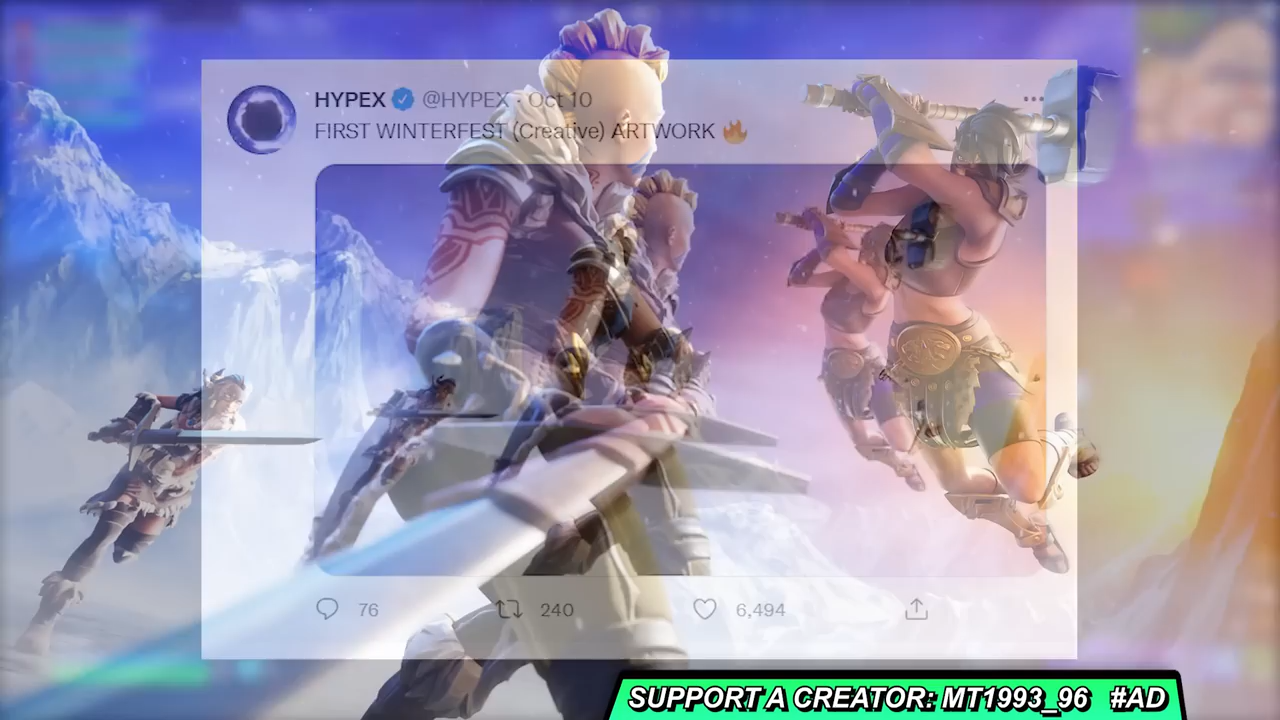 HYPEX @HYPEX · Oct 10
FIRST WINTERFEST (Creative) ARTWORK 🔥
76 240 6,494
SUPPORT A CREATOR: MT1993_96 #AD